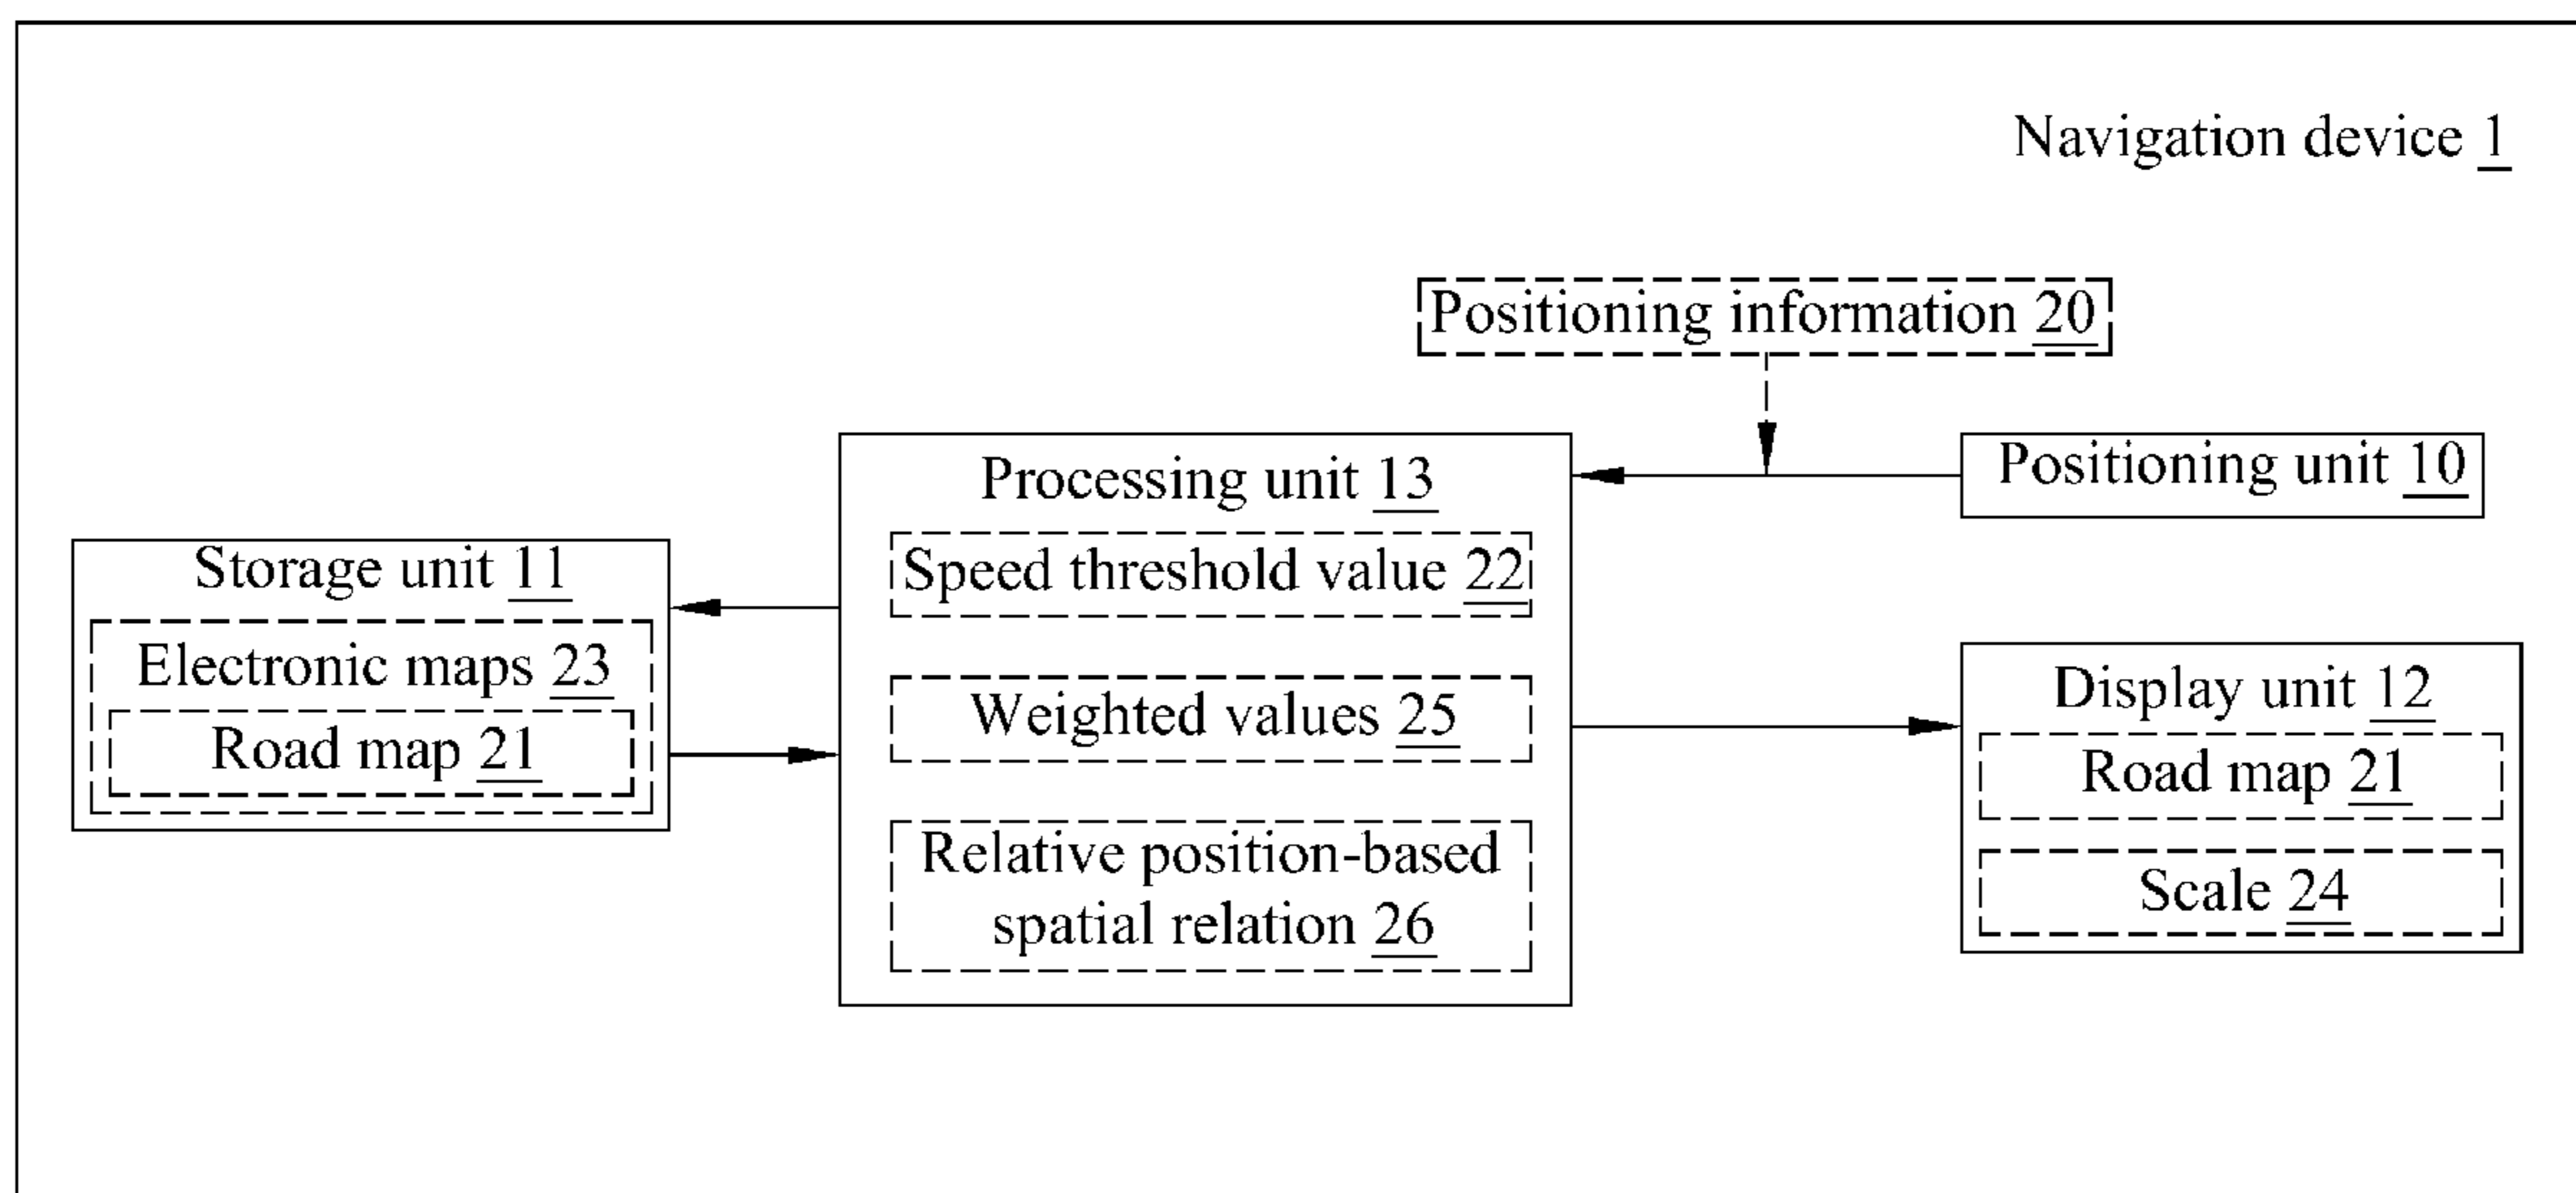 Navigation device 1
Positioning information 20
Positioning unit 10
Processing unit 13
Speed threshold value 22
Weighted values 25
Relative position-based
spatial relation 26
Storage unit 11
Electronic maps 23
Road map 21
Display unit 12
Road map 21
Scale 24